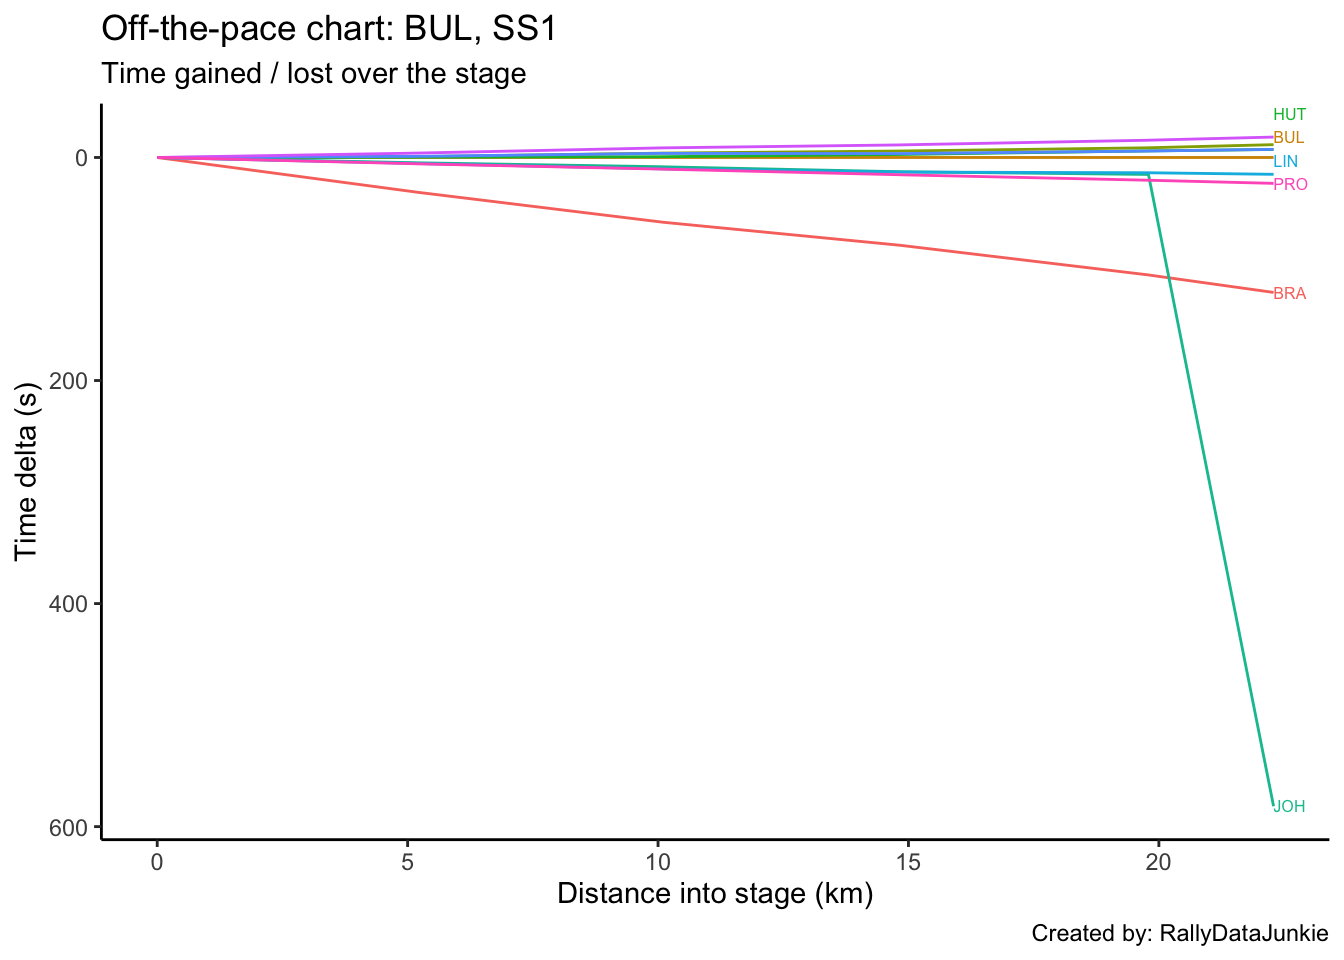 Off-the-pace chart: BUL, SS1
Time gained / lost over the stage
HUT
BUL
LIN
PRO
BRA
JOH
0
200
400
600
Time delta (s)
0 5 10 15 20
Distance into stage (km)
Created by: RallyDataJunkie